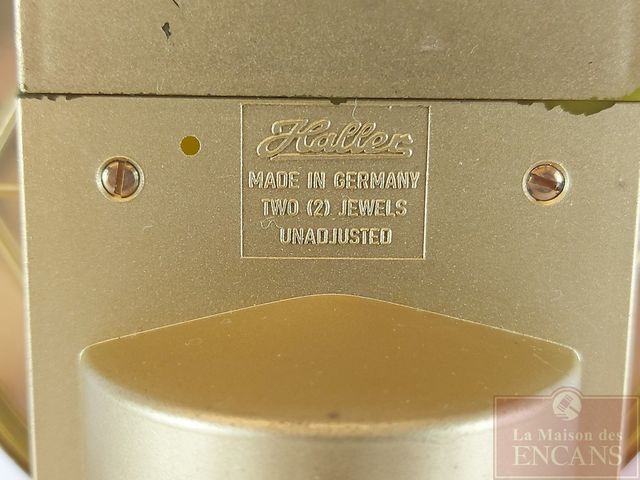 Haller
MADE IN GERMANY
TWO (2) JEWELS
UNADJUSTED
La Maison des
ENCANS